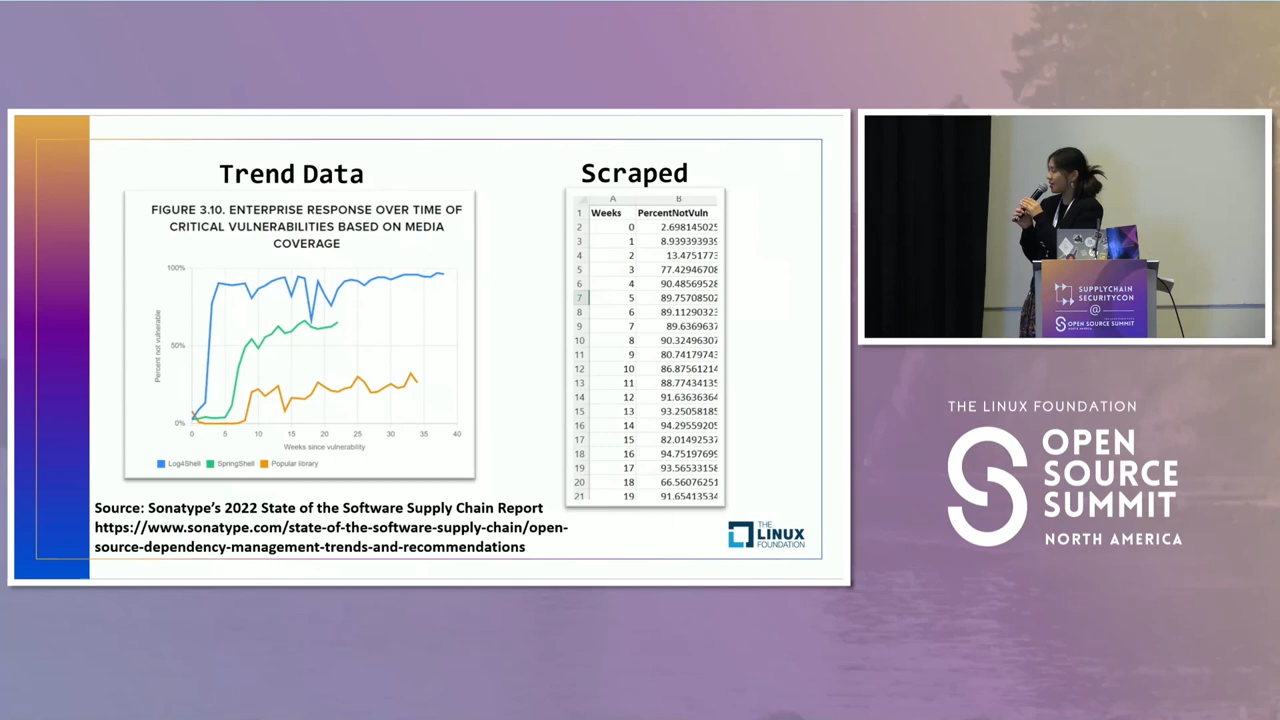 Trend Data
FIGURE 3.10. ENTERPRISE RESPONSE OVER TIME OF
CRITICAL VULNERABILITIES BASED ON MEDIA
COVERAGE
100%
50%
0%
Percent not vulnerable
0 5 10 15 20 25 30 35 40
Weeks since vulnerability
Log4Shell SpringShell Popular library
Scraped
A B
1 Weeks PercentNotVuln
2 0 2.698145025
3 1 8.939393939
4 2 13.4751773
5 3 77.42946708
6 4 90.48569528
7 5 89.75708502
8 6 89.11290323
9 7 89.6369637
10 8 90.32496307
11 9 80.74179743
12 10 86.87561214
13 11 88.77434135
14 12 91.63636364
15 13 93.25058185
16 14 94.29559205
17 15 82.01492537
18 16 94.75197699
19 17 93.56533158
20 18 66.56076251
21 19 91.65413534
Source: Sonatype’s 2022 State of the Software Supply Chain Report
https://www.sonatype.com/state-of-the-software-supply-chain/open-
source-dependency-management-trends-and-recommendations
THE
LINUX
FOUNDATION
SUPPLYCHAIN
SECURITYCON
@
OPEN SOURCE SUMMIT
NORTH AMERICA
THE LINUX FOUNDATION
OPEN
SOURCE
SUMMIT
NORTH AMERICA